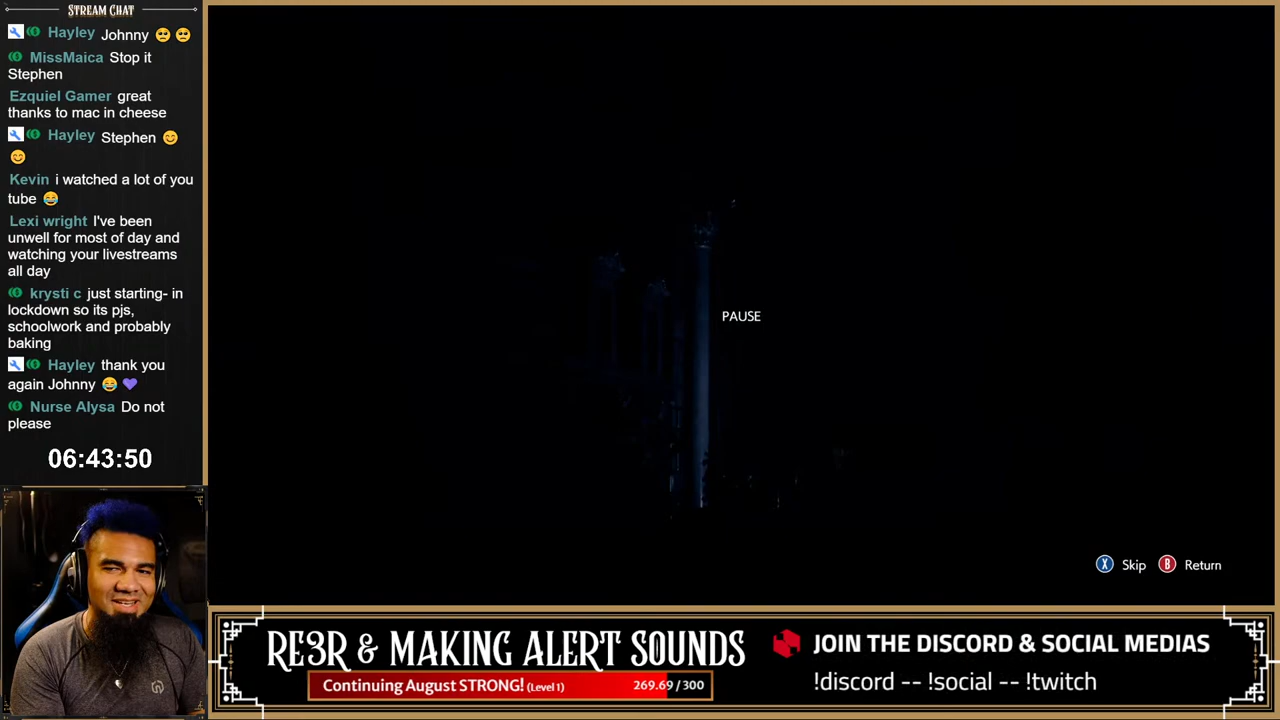 STREAM CHAT
Hayley Johnny 🥺 🥺
MissMaica Stop it
Stephen
Ezquiel Gamer great
thanks to mac in cheese
Hayley Stephen 😊
😊
Kevin i watched a lot of you
tube 😂
Lexi wright I've been
unwell for most of day and
watching your livestreams
all day
krysti c just starting- in
lockdown so its pjs,
schoolwork and probably
baking
Hayley thank you
again Johnny 😂 💜
Nurse Alysa Do not
please
06:43:50
PAUSE
X Skip B Return
RE3R & MAKING ALERT SOUNDS
Continuing August STRONG! (Level 1) 269.69 / 300
JOIN THE DISCORD & SOCIAL MEDIAS
!discord -- !social -- !twitch